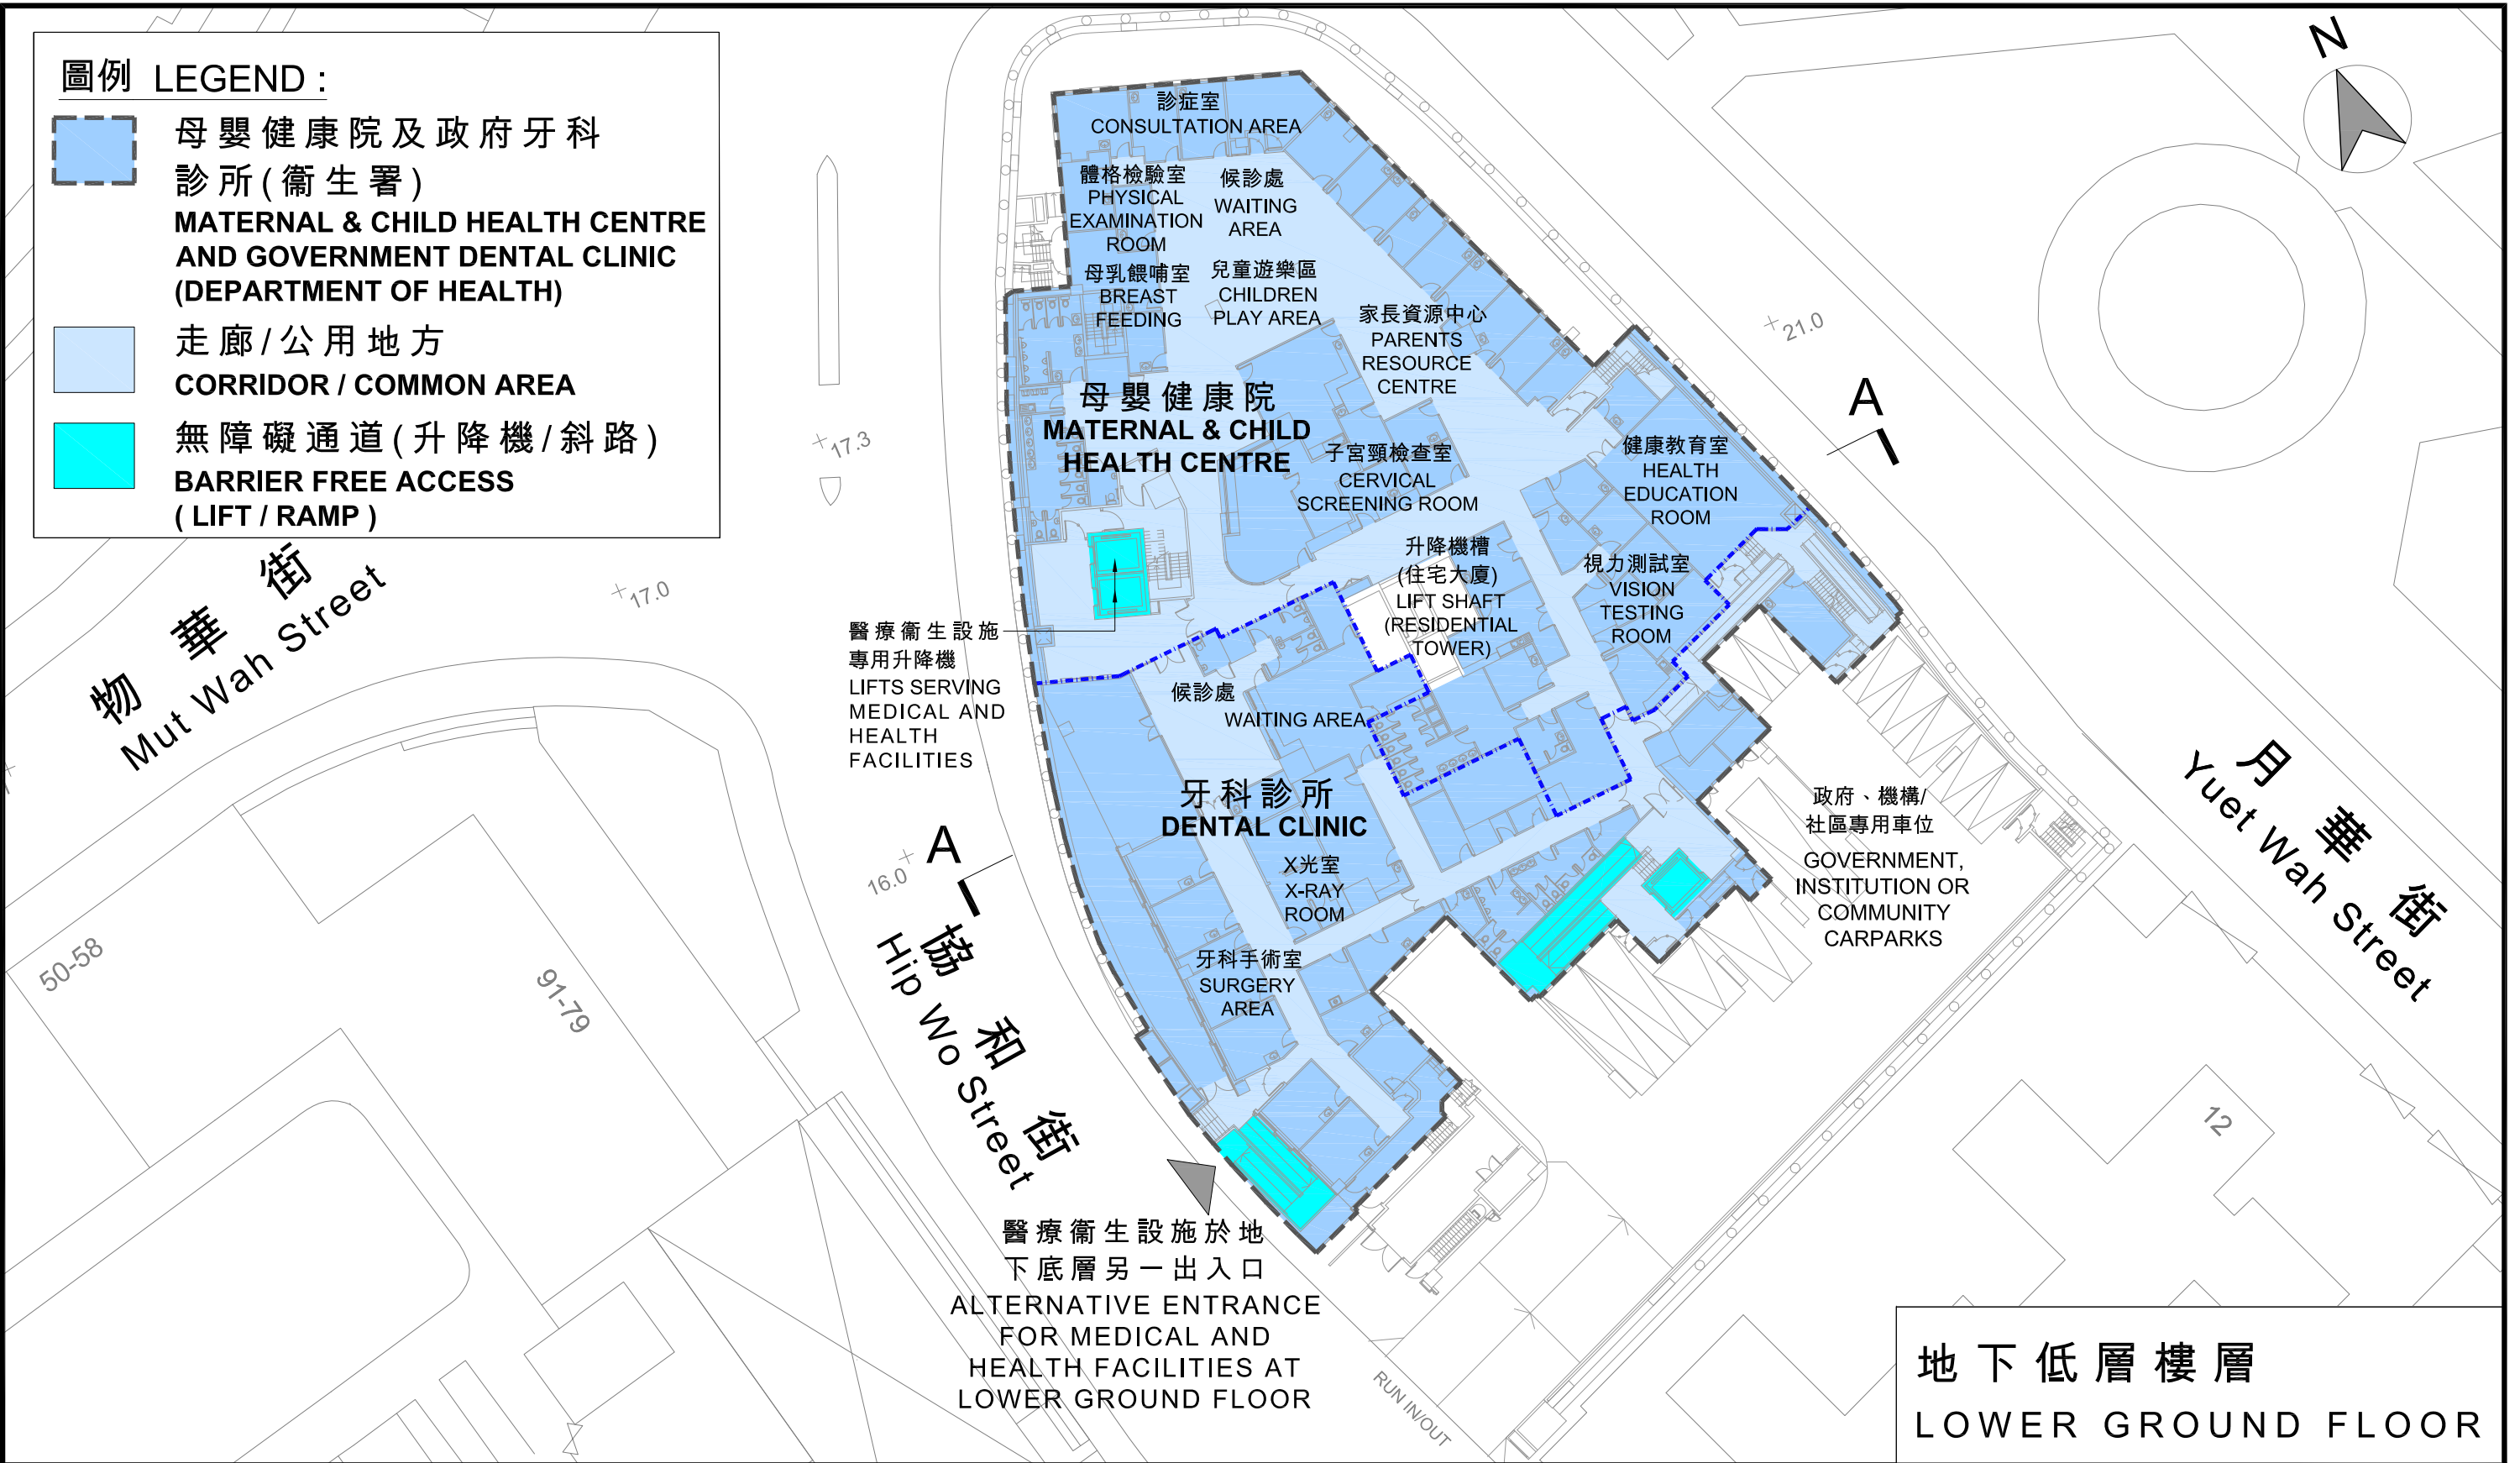 圖例 LEGEND :
母嬰健康院及政府牙科
診所(衞生署)
MATERNAL & CHILD HEALTH CENTRE
AND GOVERNMENT DENTAL CLINIC
(DEPARTMENT OF HEALTH)
走廊/公用地方
CORRIDOR / COMMON AREA
無障礙通道(升降機/斜路)
BARRIER FREE ACCESS
( LIFT / RAMP )
N
診症室
CONSULTATION AREA
體格檢驗室
PHYSICAL
EXAMINATION
ROOM
候診處
WAITING
AREA
母乳餵哺室
BREAST
FEEDING
兒童遊樂區
CHILDREN
PLAY AREA
家長資源中心
PARENTS
RESOURCE
CENTRE
21.0
母嬰健康院
MATERNAL & CHILD
HEALTH CENTRE
17.3
子宮頸檢查室
CERVICAL
SCREENING ROOM
健康教育室
HEALTH
EDUCATION
ROOM
A
升降機槽
(住宅大廈)
LIFT SHAFT
(RESIDENTIAL
TOWER)
視力測試室
VISION
TESTING
ROOM
17.0
物華街
Mut Wah Street
醫療衞生設施
專用升降機
LIFTS SERVING
MEDICAL AND
HEALTH
FACILITIES
候診處
WAITING AREA
牙科診所
DENTAL CLINIC
X光室
X-RAY
ROOM
牙科手術室
SURGERY
AREA
政府、機構/
社區專用車位
GOVERNMENT,
INSTITUTION OR
COMMUNITY
CARPARKS
月華街
Yuet Wah Street
A
16.0
協和街
Hip Wo Street
50-58
91-79
12
醫療衞生設施於地
下底層另一出入口
ALTERNATIVE ENTRANCE
FOR MEDICAL AND
HEALTH FACILITIES AT
LOWER GROUND FLOOR
RUN IN/OUT
地下低層樓層
LOWER GROUND FLOOR